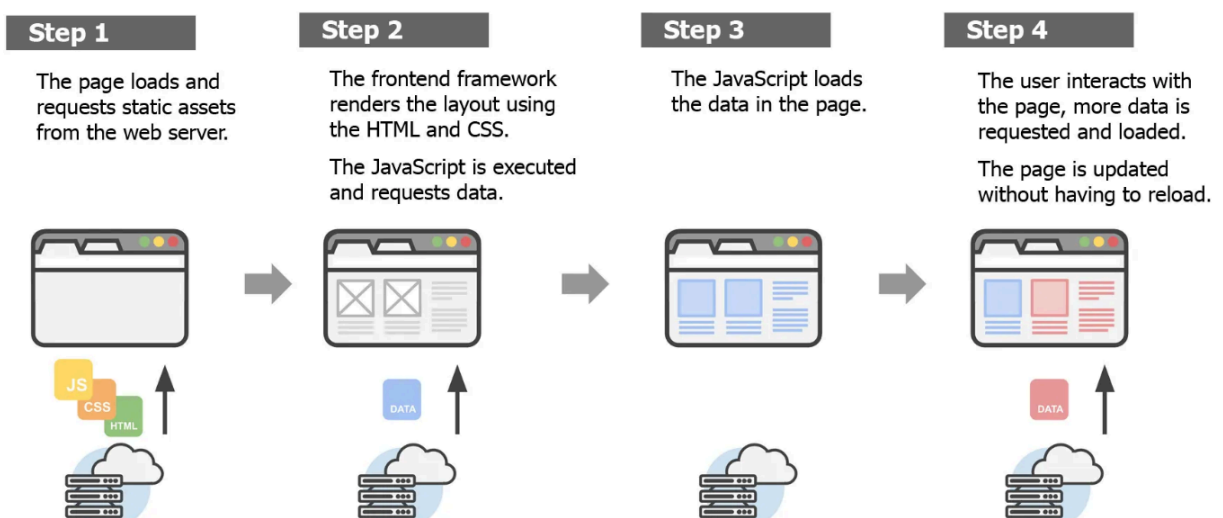 Step 1
The page loads and
requests static assets
from the web server.
JS
CSS
HTML
Step 2
The frontend framework
renders the layout using
the HTML and CSS.
The JavaScript is executed
and requests data.
DATA
Step 3
The JavaScript loads
the data in the page.
Step 4
The user interacts with
the page, more data is
requested and loaded.
The page is updated
without having to reload.
DATA